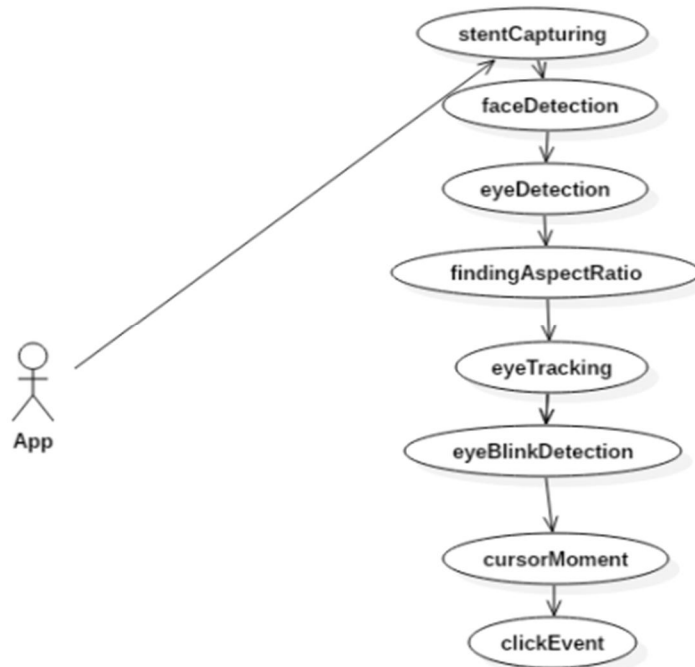 stentCapturing
faceDetection
eyeDetection
findingAspectRatio
eyeTracking
App
eyeBlinkDetection
cursorMoment
clickEvent